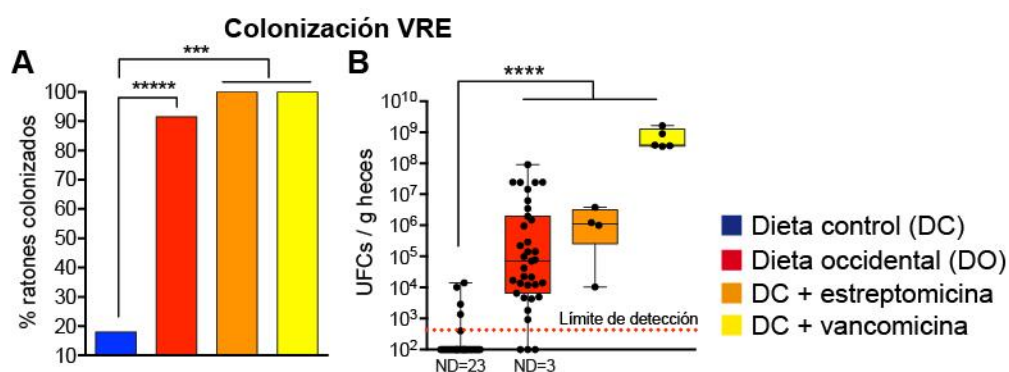 Colonización VRE
A
***
*****
% ratones colonizados
100
90
80
70
60
50
40
30
20
10
B
****
UFCs / g heces
10^10
10^9
10^8
10^7
10^6
10^5
10^4
10^3
10^2
Límite de detección
ND=23 ND=3
Dieta control (DC)
Dieta occidental (DO)
DC + estreptomicina
DC + vancomicina